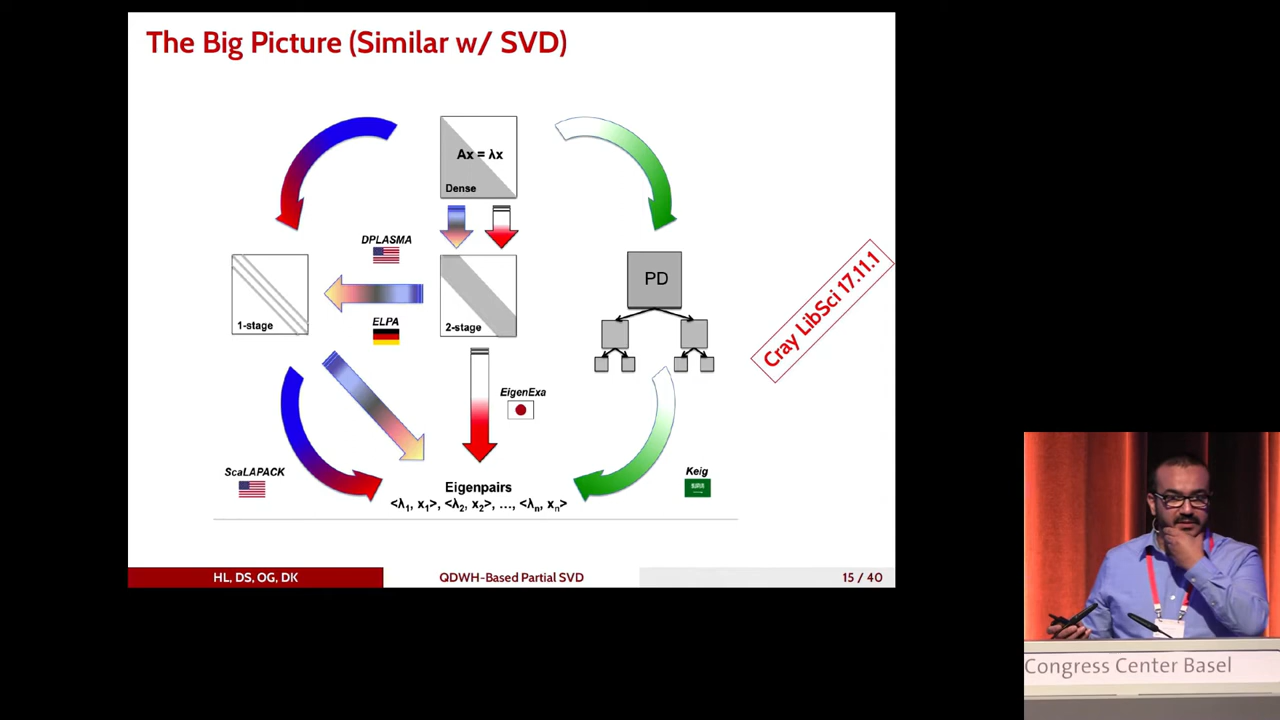 The Big Picture (Similar w/ SVD)
Ax = λx
Dense
DPLASMA
1-stage
ELPA
2-stage
PD
Cray LibSci 17.11.1
EigenExa
ScaLAPACK
Keig
Eigenpairs
<λ1, x1>, <λ2, x2>, ..., <λn, xn>
HL, DS, OG, DK
QDWH-Based Partial SVD
15 / 40
Congress Center Basel